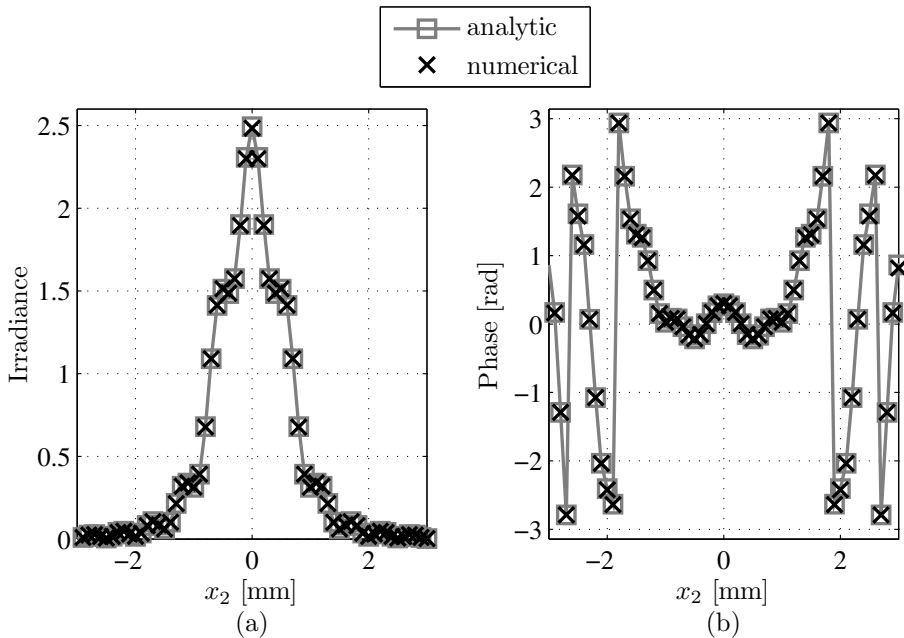 analytic
numerical
2.5
2
1.5
1
0.5
0
−2
0
2
Irradiance
x₂ [mm]
(a)
3
2
1
0
−1
−2
−3
−2
0
2
Phase [rad]
x₂ [mm]
(b)